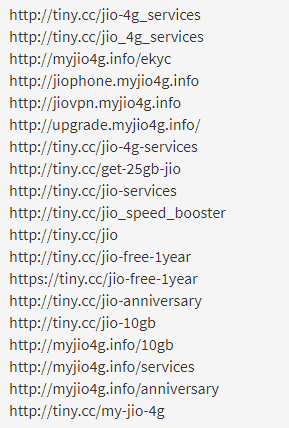 http://tiny.cc/jio-4g_services
http://tiny.cc/jio_4g_services
http://myjio4g.info/ekyc
http://jiophone.myjio4g.info
http://jiovpn.myjio4g.info
http://upgrade.myjio4g.info/
http://tiny.cc/jio-4g-services
http://tiny.cc/get-25gb-jio
http://tiny.cc/jio-services
http://tiny.cc/jio_speed_booster
http://tiny.cc/jio
http://tiny.cc/jio-free-1year
https://tiny.cc/jio-free-1year
http://tiny.cc/jio-anniversary
http://tiny.cc/jio-10gb
http://myjio4g.info/10gb
http://myjio4g.info/services
http://myjio4g.info/anniversary
http://tiny.cc/my-jio-4g